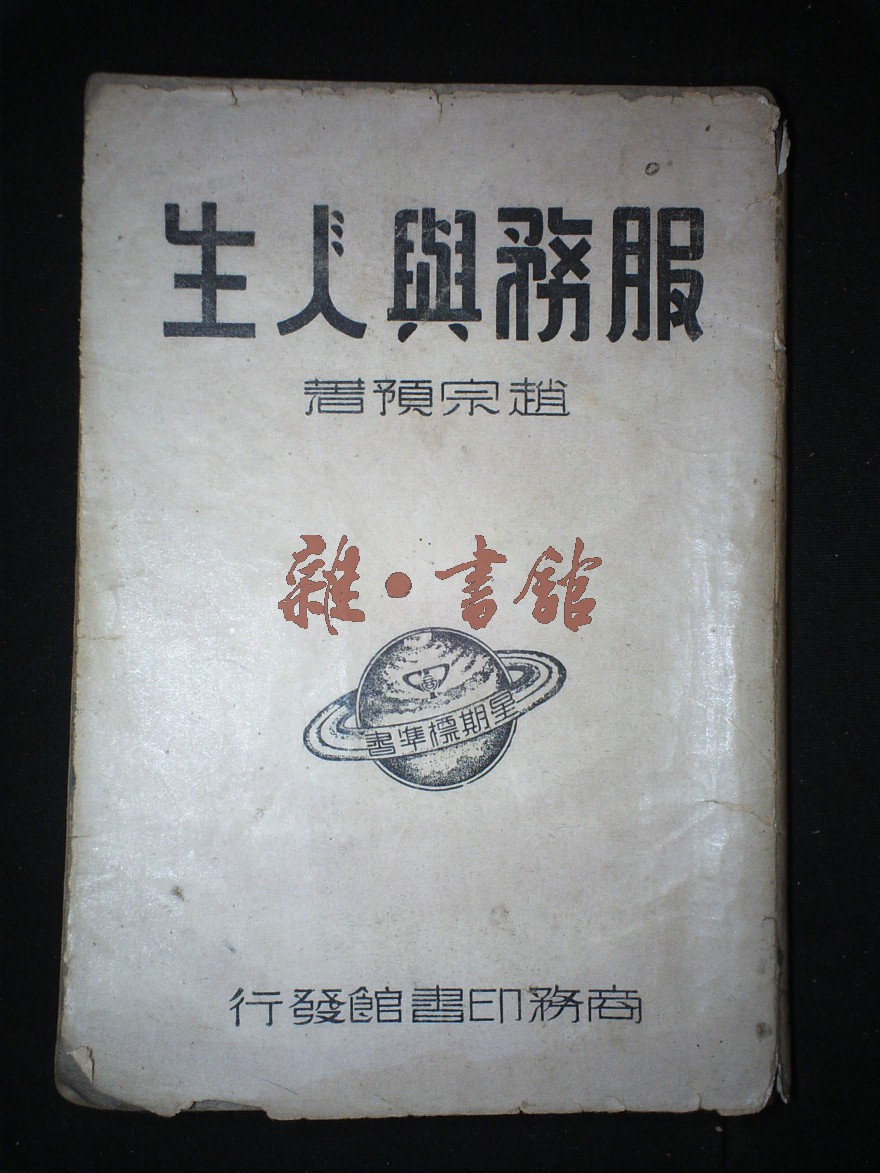 服務與人生
趙宗預著
雜·書館
商
星期標準書
商務印書館發行